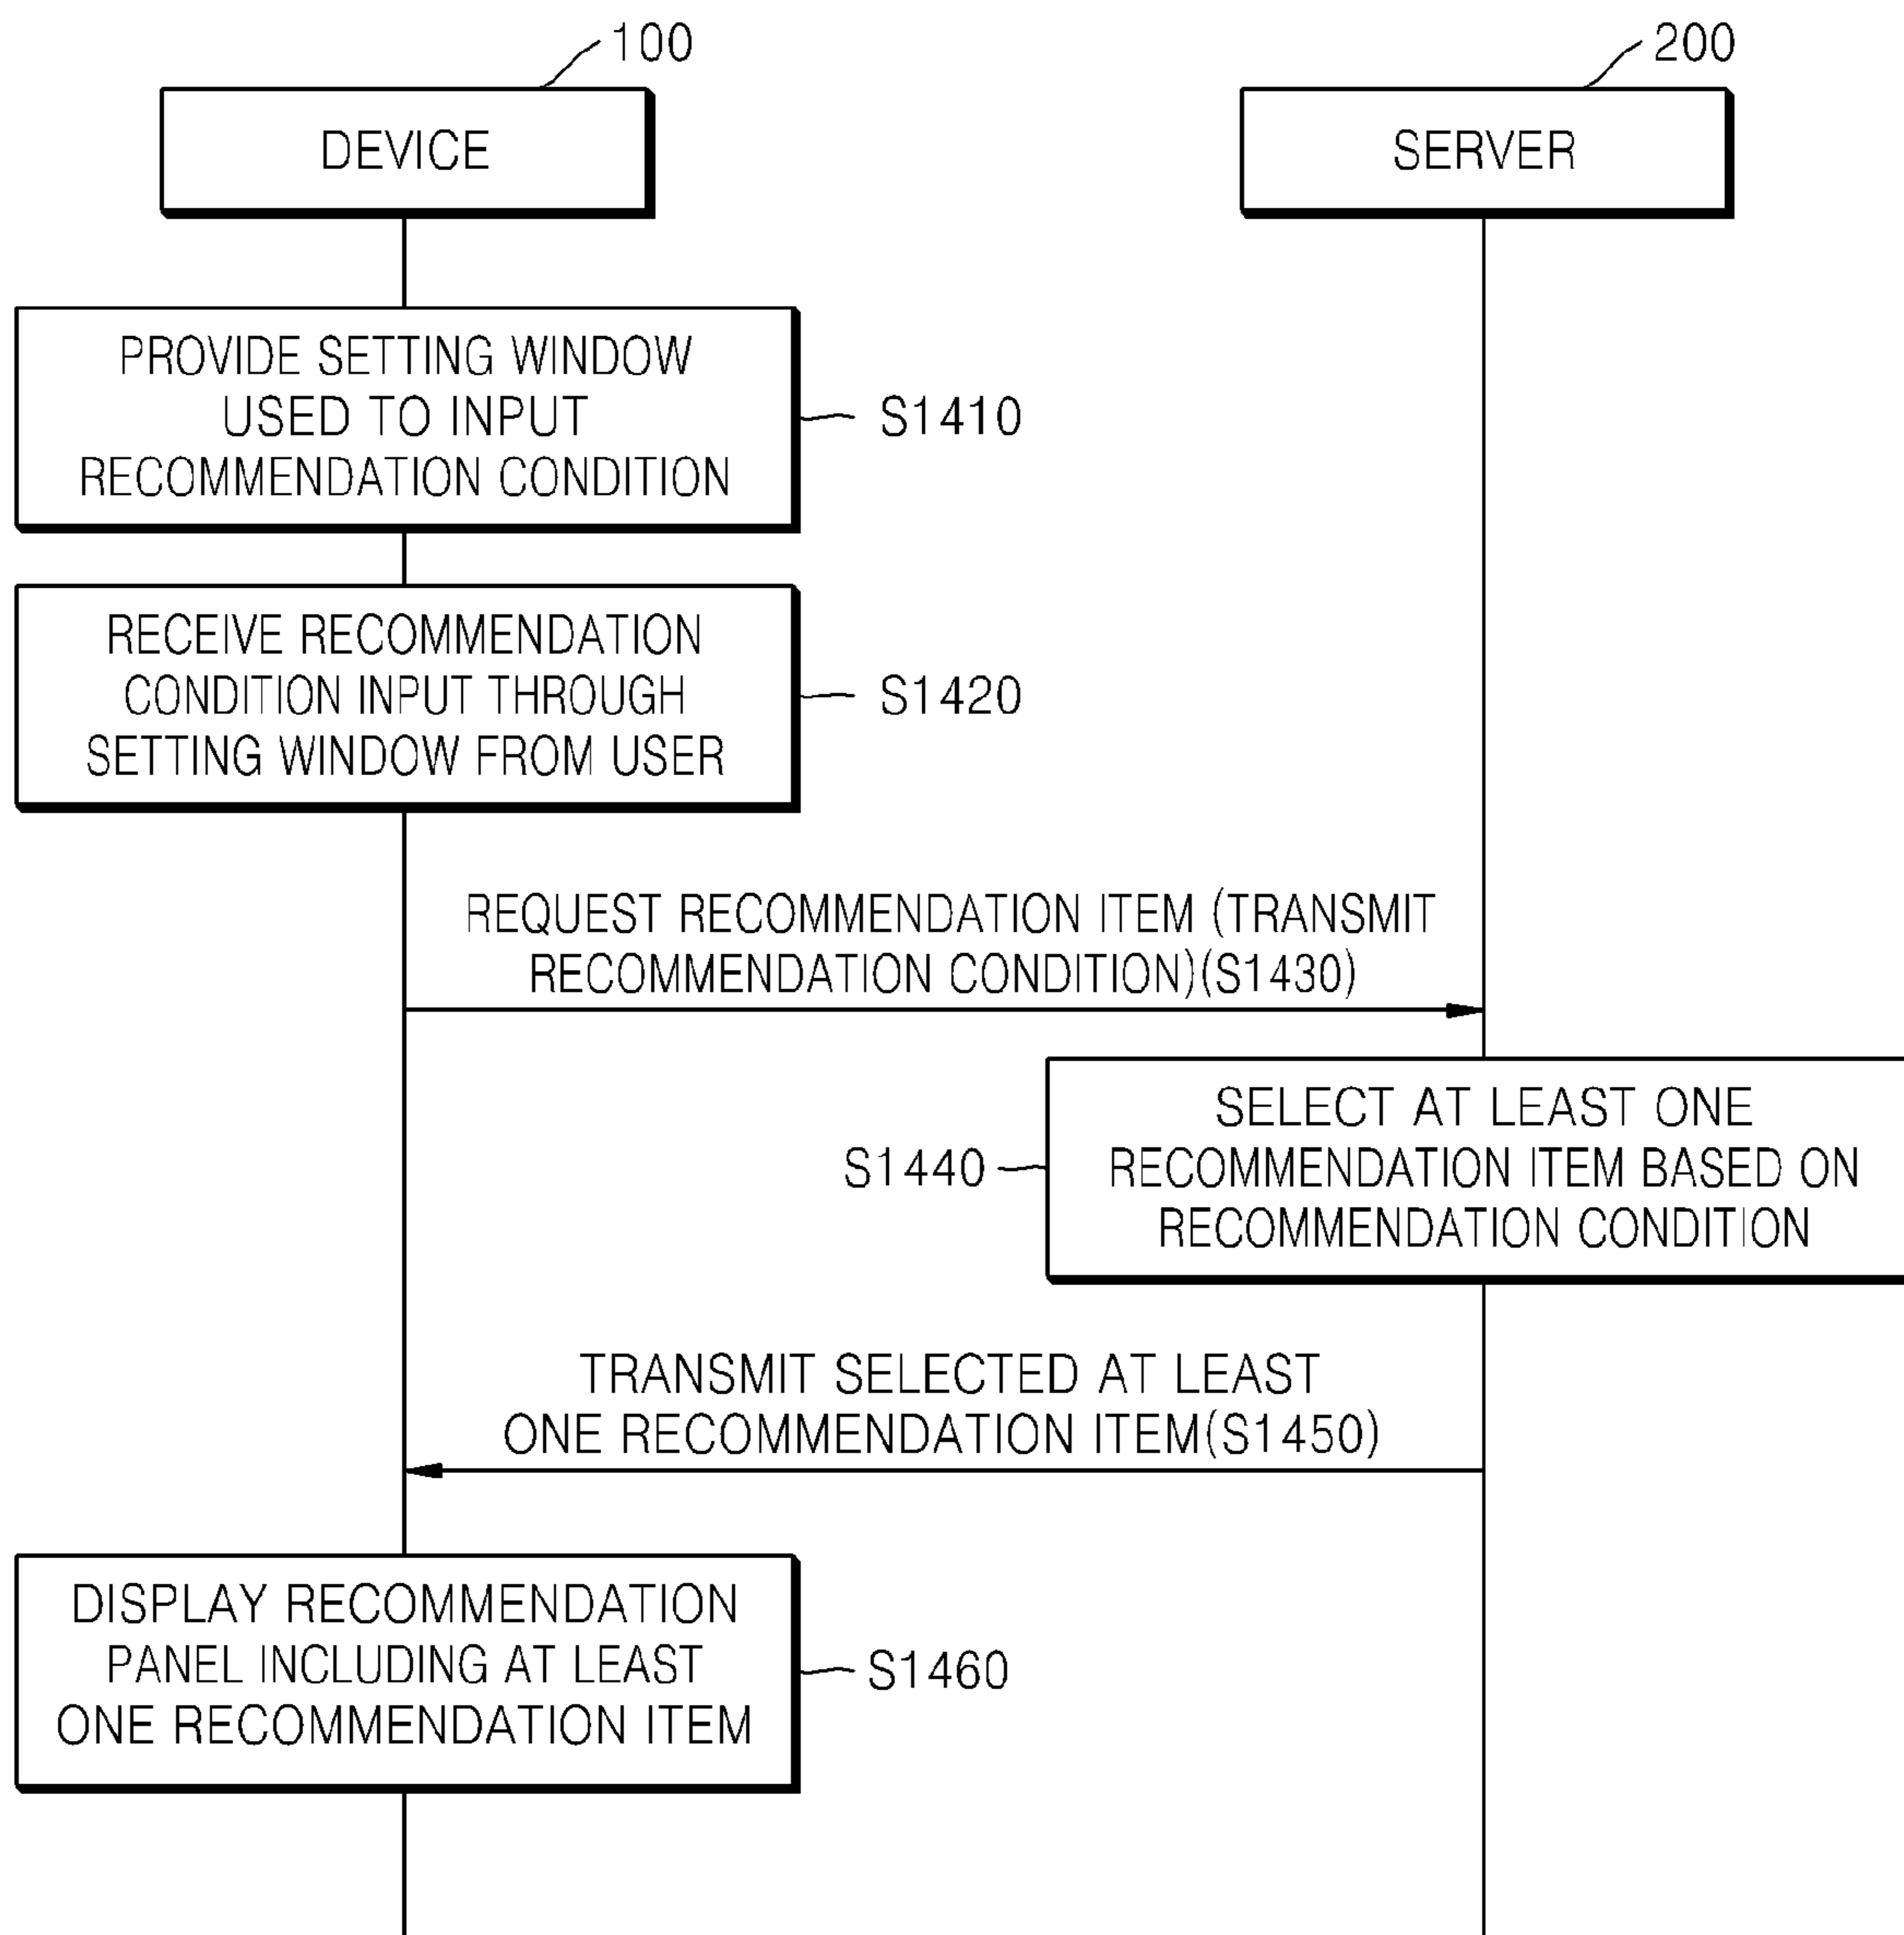 100
200
DEVICE
SERVER
PROVIDE SETTING WINDOW
USED TO INPUT
RECOMMENDATION CONDITION
S1410
RECEIVE RECOMMENDATION
CONDITION INPUT THROUGH
SETTING WINDOW FROM USER
S1420
REQUEST RECOMMENDATION ITEM (TRANSMIT
RECOMMENDATION CONDITION)(S1430)
SELECT AT LEAST ONE
RECOMMENDATION ITEM BASED ON
RECOMMENDATION CONDITION
S1440
TRANSMIT SELECTED AT LEAST
ONE RECOMMENDATION ITEM(S1450)
DISPLAY RECOMMENDATION
PANEL INCLUDING AT LEAST
ONE RECOMMENDATION ITEM
S1460